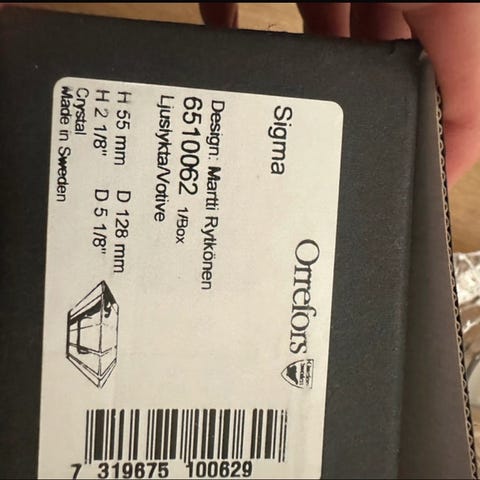 Sigma
Orrefors
Design: Martti Rytkönen
6510062 1/Box
Ljuslykta/Votive
H 55 mm D 128 mm
H 2 1/8" D 5 1/8"
Crystal
Made in Sweden
7 319675 100629